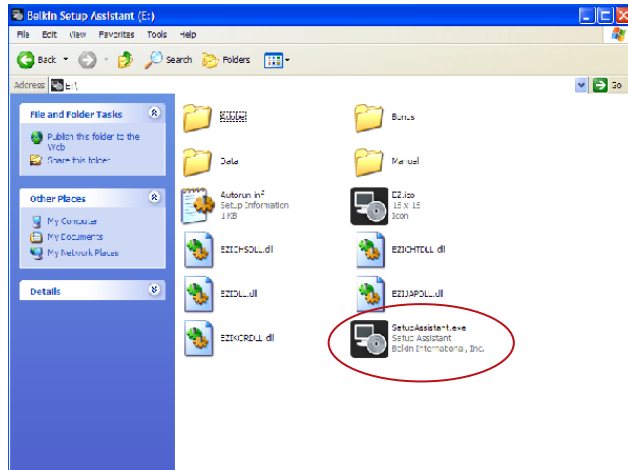 Belkin Setup Assistant (E:)
File Edit View Favorites Tools Help
Back Search Folders
Address E:\ Go
File and Folder Tasks
Publish this folder to the
Web
Share this folder
Other Places
My Computer
My Documents
My Network Places
Details
Bonus
Data
Manual
Autorun.inf
Setup Information
1 KB
EZ.ico
Icon
EZICHSDLL.dll
EZICHTDLL.dll
EZIDLL.dll
EZIJAPDLL.dll
EZIKORDLL.dll
SetupAssistant.exe
Setup Assistant
Belkin International, Inc.